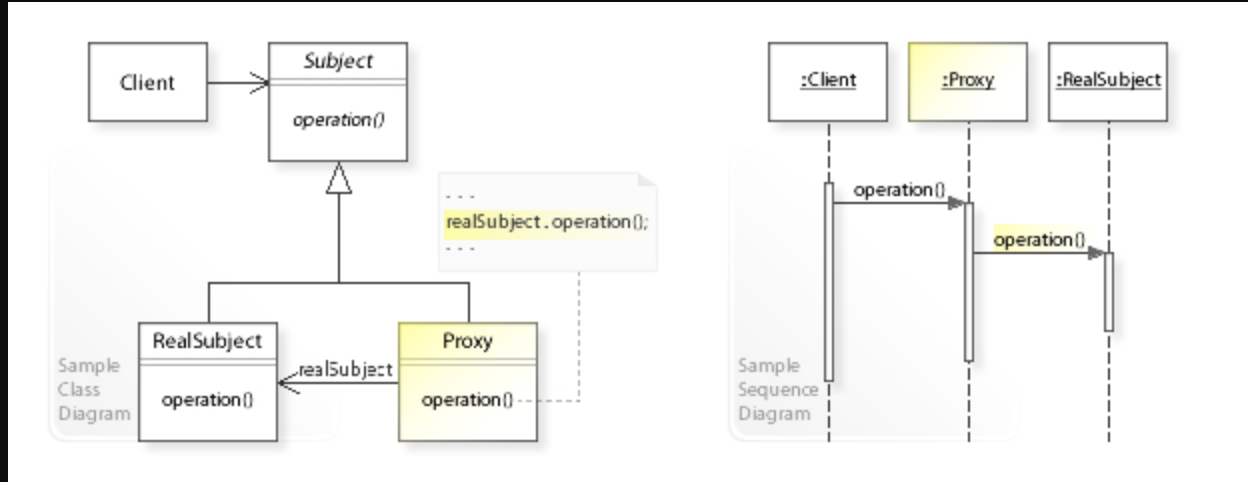 Client
Subject
operation()
- - -
realSubject.operation();
- - -
RealSubject
operation()
realSubject
Proxy
operation()
Sample
Class
Diagram
:Client
:Proxy
:RealSubject
operation()
operation()
Sample
Sequence
Diagram